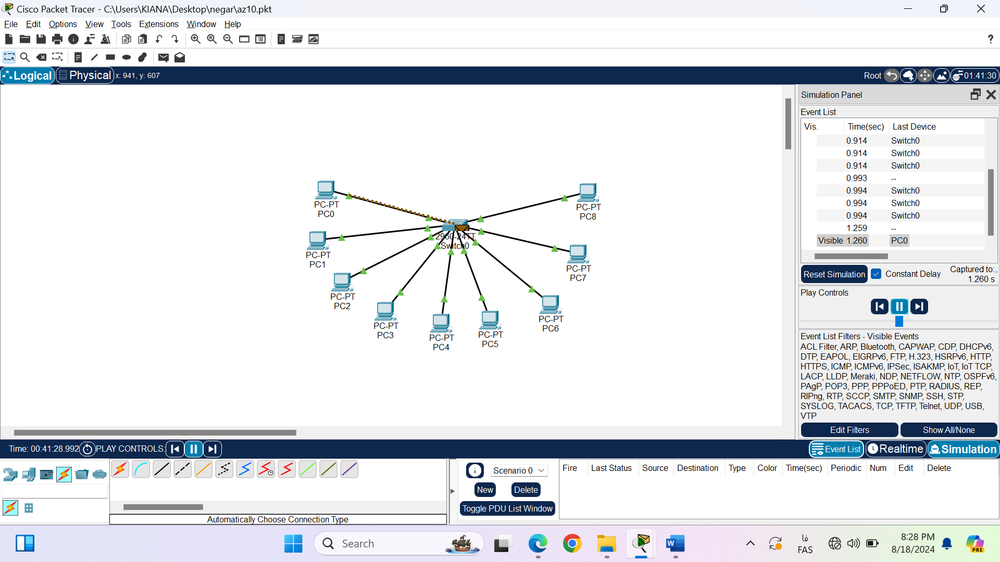 Cisco Packet Tracer - C:\Users\KIANA\Desktop\negar\az10.pkt
File Edit Options View Tools Extensions Window Help
?
Logical Physical x: 941, y: 607 Root 01:41:30
Simulation Panel
Event List
Vis. Time(sec) Last Device
0.914 Switch0
0.914 Switch0
0.914 Switch0
0.993 --
0.994 Switch0
0.994 Switch0
0.994 Switch0
1.259 --
Visible 1.260 PC0
Reset Simulation Constant Delay Captured to:
1.260 s
Play Controls
Event List Filters - Visible Events
ACL Filter, ARP, Bluetooth, CAPWAP, CDP, DHCPv6,
DTP, EAPOL, EIGRPv6, FTP, H.323, HSRPv6, HTTP,
HTTPS, ICMP, ICMPv6, IPSec, ISAKMP, IoT, IoT TCP,
LACP, LLDP, Meraki, NDP, NETFLOW, NTP, OSPFv6,
PAgP, POP3, PPP, PPPoED, PTP, RADIUS, REP,
RIPng, RTP, SCCP, SMTP, SNMP, SSH, STP,
SYSLOG, TACACS, TCP, TFTP, Telnet, UDP, USB,
VTP
Edit Filters Show All/None
PC-PT
PC0
PC-PT
PC8
2960-24TT
Switch0
PC-PT
PC1
PC-PT
PC7
PC-PT
PC2
PC-PT
PC3
PC-PT
PC4
PC-PT
PC5
PC-PT
PC6
Time: 00:41:28.992 PLAY CONTROLS: Event List Realtime Simulation
Scenario 0
New Delete
Toggle PDU List Window
Fire Last Status Source Destination Type Color Time(sec) Periodic Num Edit Delete
Automatically Choose Connection Type
Search
W
فا
FAS
8:28 PM
8/18/2024
PRE